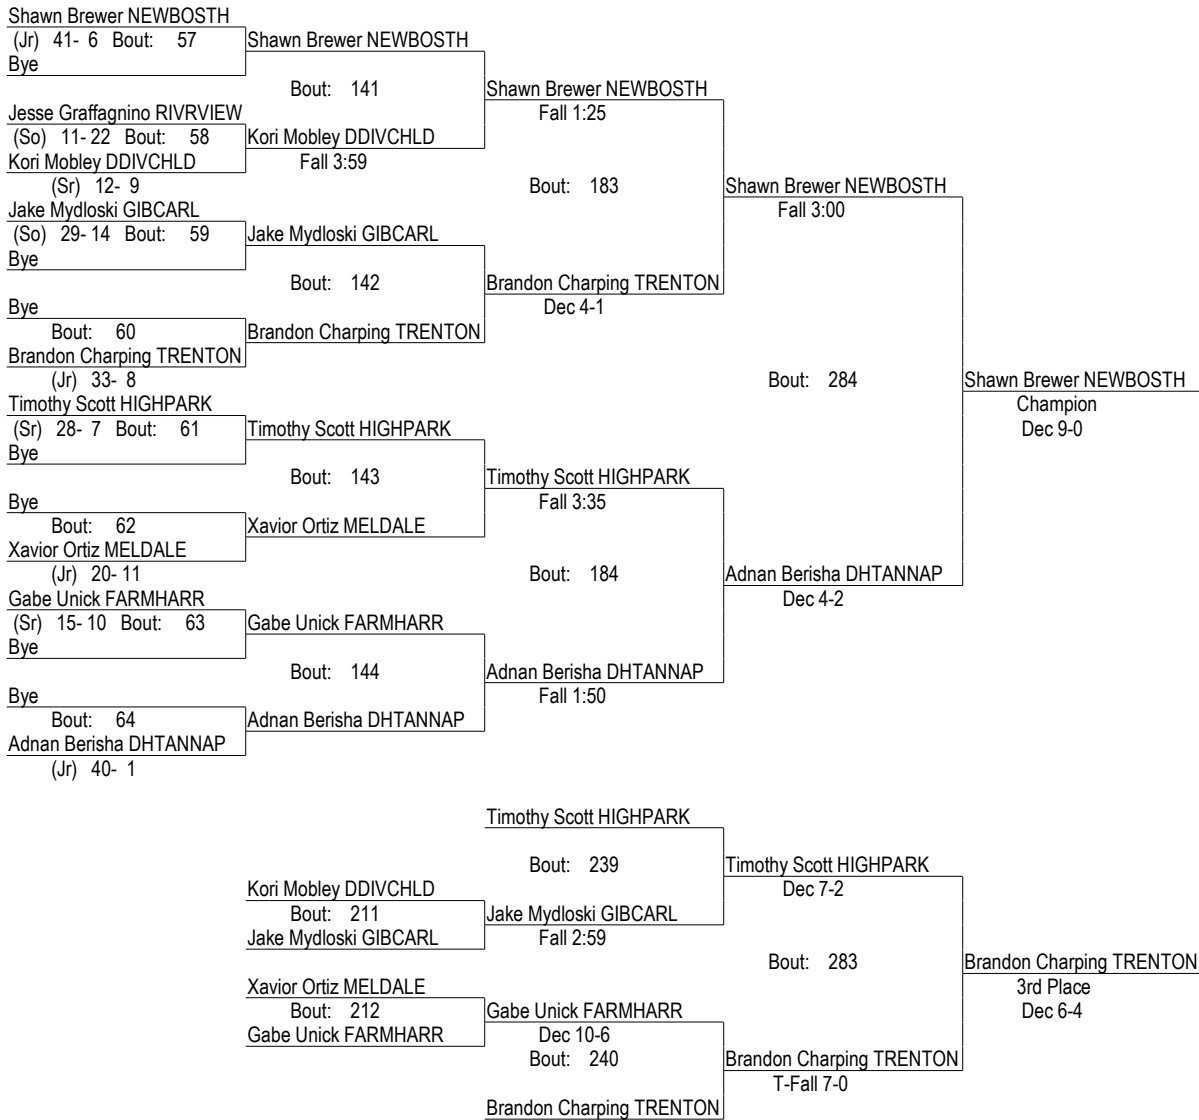 Shawn Brewer NEWBOSTH
(Jr) 41- 6 Bout: 57
Shawn Brewer NEWBOSTH
Bye
Bout: 141
Shawn Brewer NEWBOSTH
Jesse Graffagnino RIVRVIEW
Fall 1:25
(So) 11- 22 Bout: 58
Kori Mobley DDIVCHLD
Kori Mobley DDIVCHLD
Fall 3:59
(Sr) 12- 9
Bout: 183
Shawn Brewer NEWBOSTH
Jake Mydloski GIBCARL
Fall 3:00
(So) 29- 14 Bout: 59
Jake Mydloski GIBCARL
Bye
Bout: 142
Brandon Charping TRENTON
Bye
Dec 4-1
Bout: 60
Brandon Charping TRENTON
Brandon Charping TRENTON
(Jr) 33- 8
Bout: 284
Shawn Brewer NEWBOSTH
Timothy Scott HIGHPARK
Champion
(Sr) 28- 7 Bout: 61
Timothy Scott HIGHPARK
Dec 9-0
Bye
Bout: 143
Timothy Scott HIGHPARK
Bye
Fall 3:35
Bout: 62
Xavior Ortiz MELDALE
Xavior Ortiz MELDALE
(Jr) 20- 11
Bout: 184
Adnan Berisha DHTANNAP
Gabe Unick FARMHARR
Dec 4-2
(Sr) 15- 10 Bout: 63
Gabe Unick FARMHARR
Bye
Bout: 144
Adnan Berisha DHTANNAP
Bye
Fall 1:50
Bout: 64
Adnan Berisha DHTANNAP
Adnan Berisha DHTANNAP
(Jr) 40- 1
Timothy Scott HIGHPARK
Bout: 239
Timothy Scott HIGHPARK
Kori Mobley DDIVCHLD
Dec 7-2
Bout: 211
Jake Mydloski GIBCARL
Jake Mydloski GIBCARL
Fall 2:59
Bout: 283
Brandon Charping TRENTON
Xavior Ortiz MELDALE
3rd Place
Bout: 212
Gabe Unick FARMHARR
Dec 6-4
Gabe Unick FARMHARR
Dec 10-6
Bout: 240
Brandon Charping TRENTON
T-Fall 7-0
Brandon Charping TRENTON